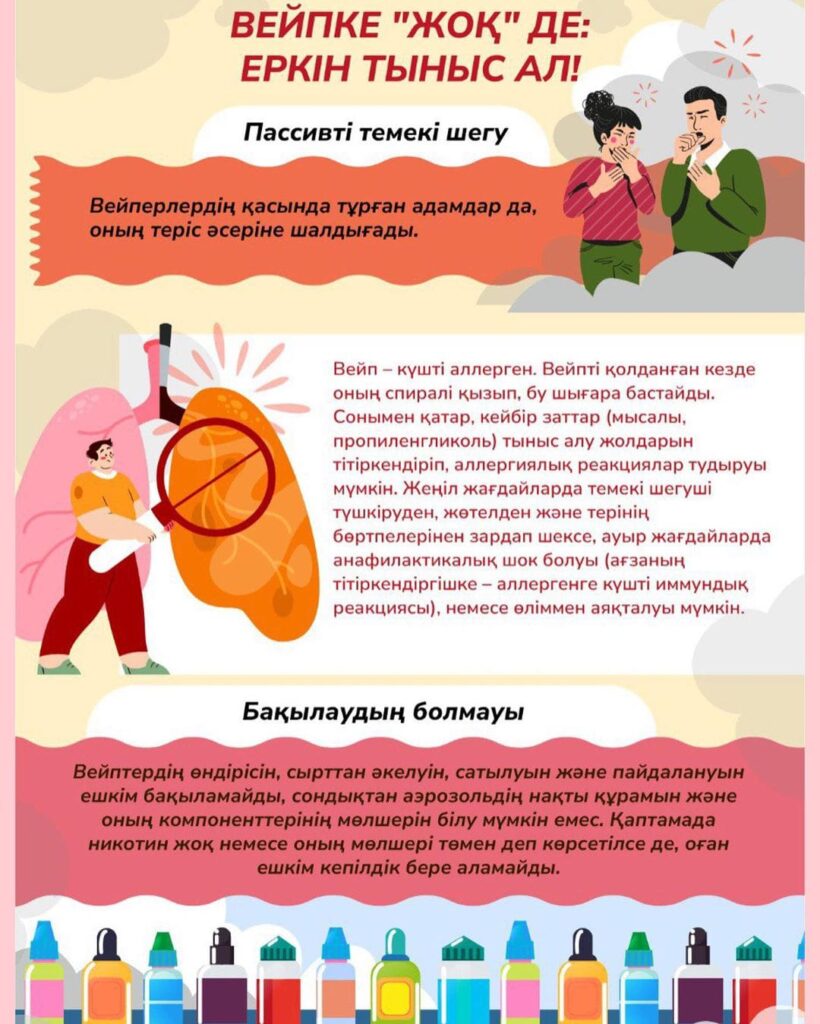 ВЕЙПКЕ "ЖОҚ" ДЕ:
ЕРКІН ТЫНЫС АЛ!
Пассивті темекі шегу
Вейперлердің қасында тұрған адамдар да,
оның теріс әсеріне шалдығады.
Вейп – күшті аллерген. Вейпті қолданған кезде
оның спиралі қызып, бу шығара бастайды.
Сонымен қатар, кейбір заттар (мысалы,
пропиленгликоль) тыныс алу жолдарын
тітіркендіріп, аллергиялық реакциялар тудыруы
мүмкін. Жеңіл жағдайларда темекі шегуші
түшкіруден, жөтелден және терінің
бөртпелерінен зардап шексе, ауыр жағдайларда
анафилактикалық шок болуы (ағзаның
тітіркендіргішке – аллергенге күшті иммундық
реакциясы), немесе өліммен аяқталуы мүмкін.
Бақылаудың болмауы
Вейптердің өндірісін, сырттан әкелуін, сатылуын және пайдалануын
ешкім бақыламайды, сондықтан аэрозольдің нақты құрамын және
оның компоненттерінің мөлшерін білу мүмкін емес. Қаптамада
никотин жоқ немесе оның мөлшері төмен деп көрсетілсе де, оған
ешкім кепілдік бере аламайды.